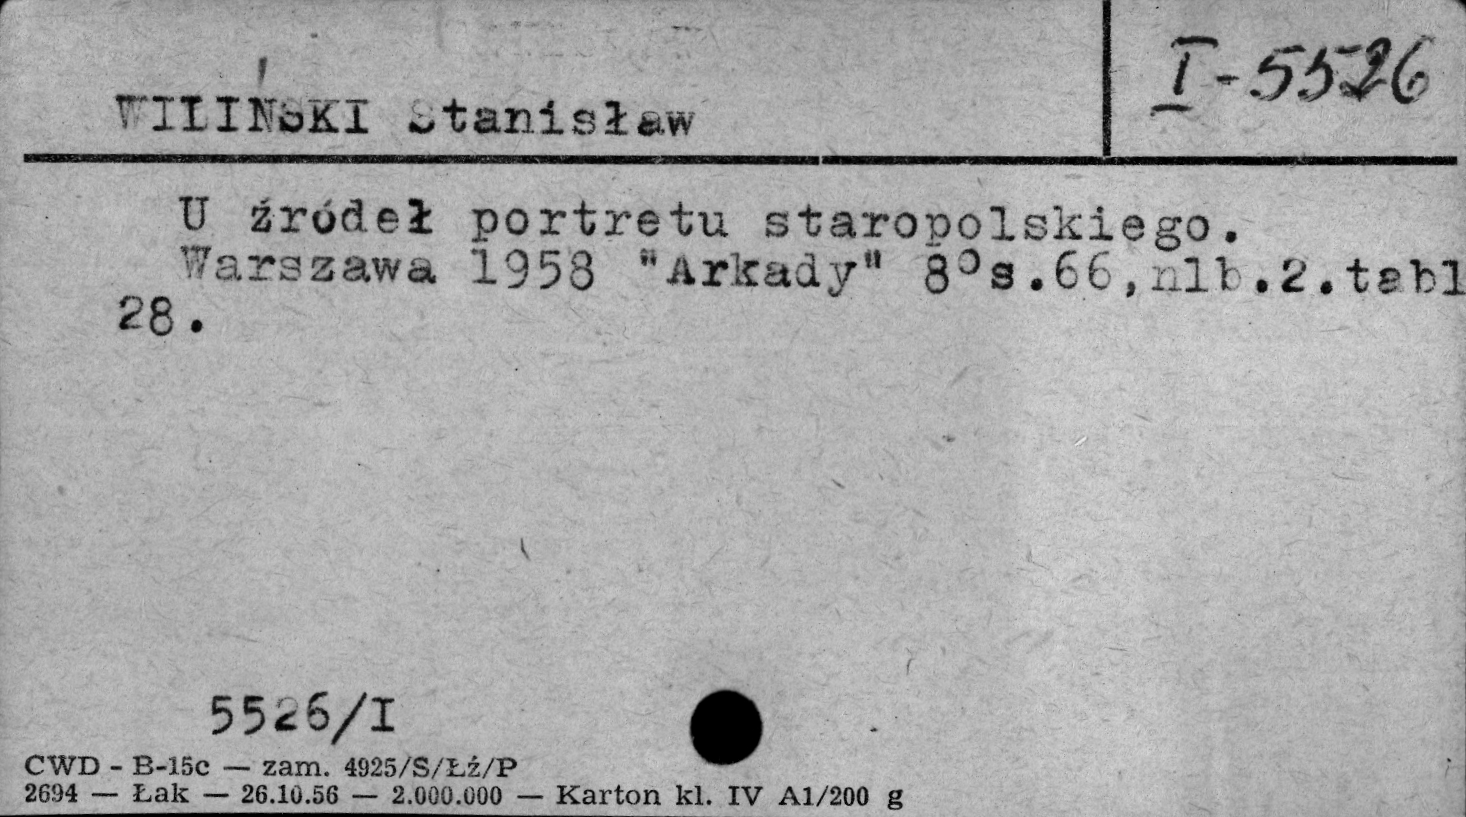 I-5526
WILIŃSKI Stanisław
U źródeł portretu staropolskiego.
Warszawa 1958 "Arkady" 8°s.66,nlb.2.tabl
28.
5526/I
CWD - B-15c — zam. 4925/S/Łź/P
2694 — Łak — 26.10.56 — 2.000.000 — Karton kl. IV A1/200 g